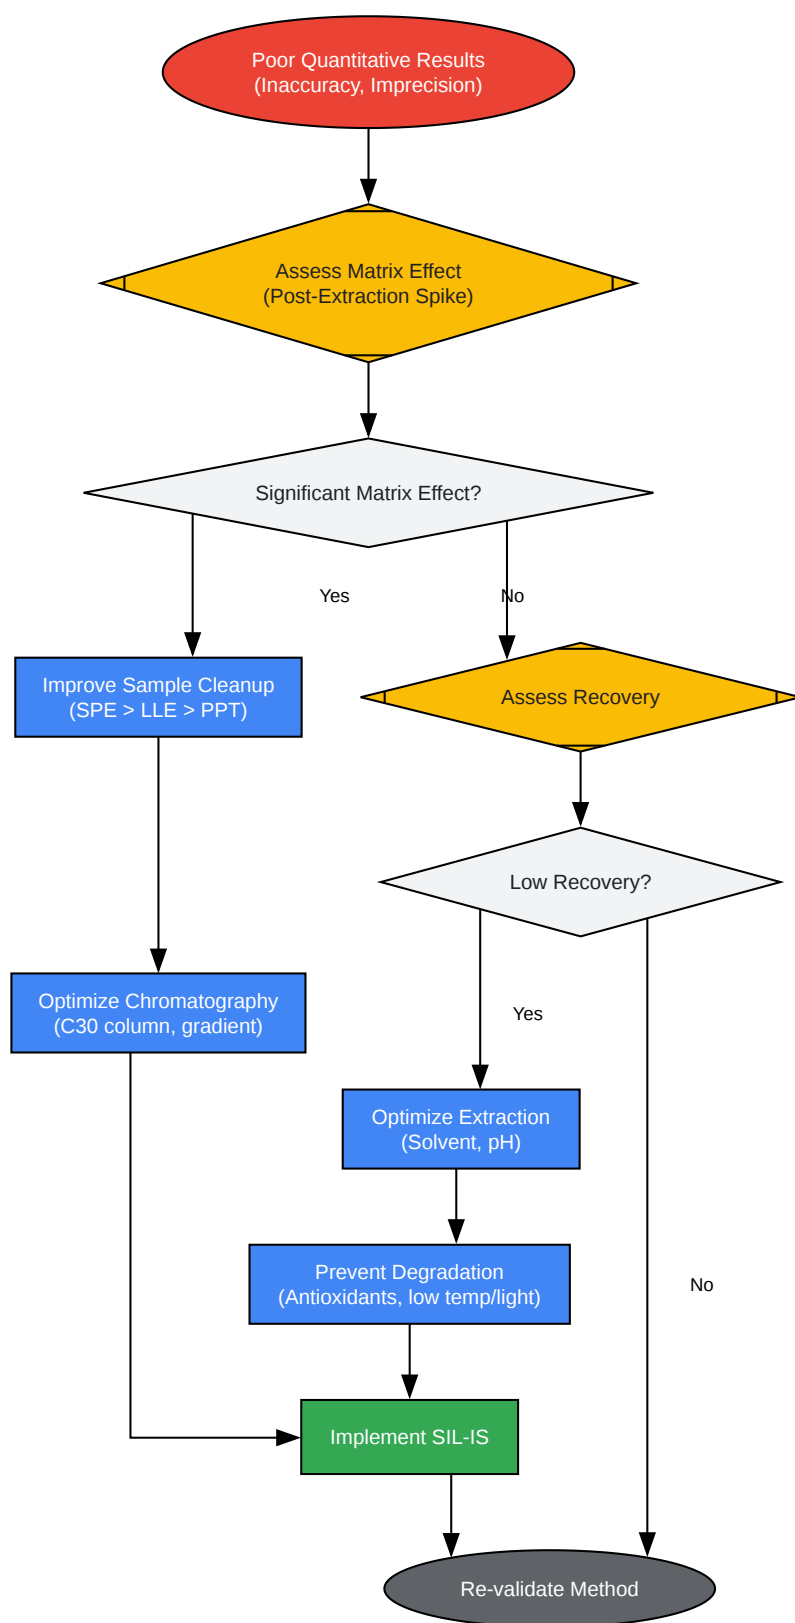 Poor Quantitative Results
(Inaccuracy, Imprecision)
Assess Matrix Effect
(Post-Extraction Spike)
Significant Matrix Effect?
Yes
No
Improve Sample Cleanup
(SPE > LLE > PPT)
Assess Recovery
Low Recovery?
Optimize Chromatography
(C30 column, gradient)
Yes
Optimize Extraction
(Solvent, pH)
Prevent Degradation
(Antioxidants, low temp/light)
No
Implement SIL-IS
Re-validate Method